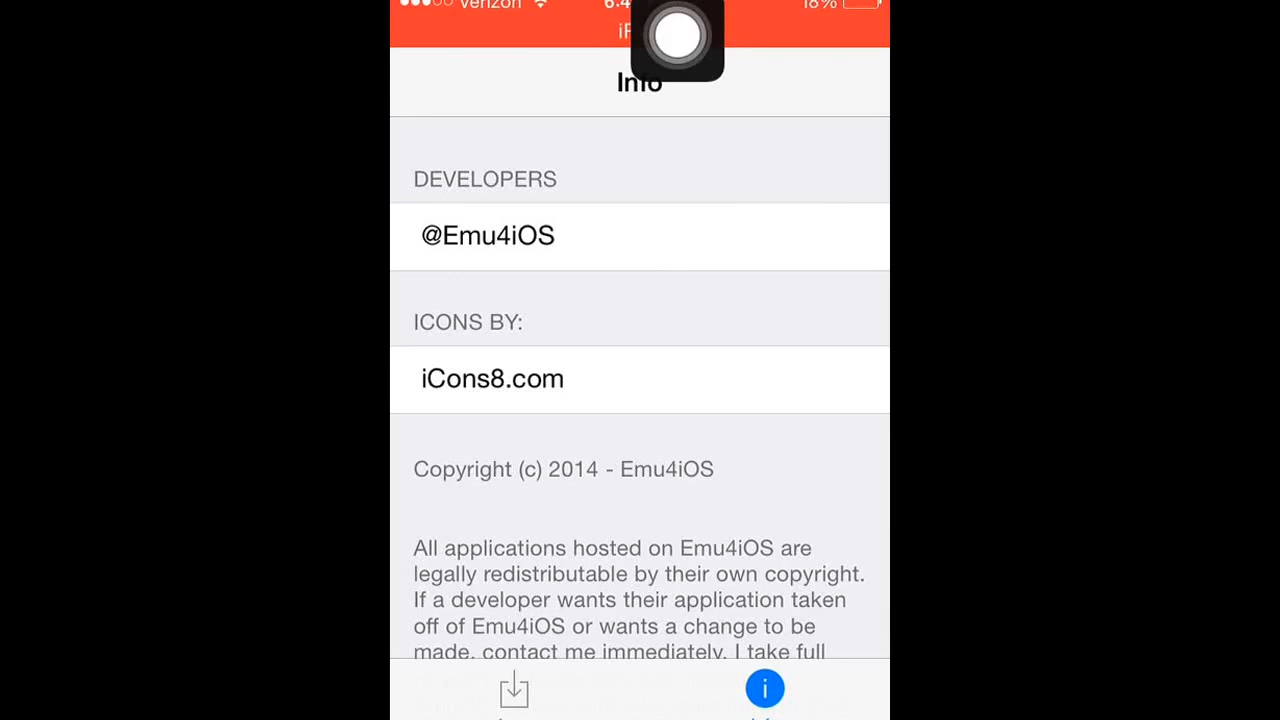 Verizon 18%
Info
DEVELOPERS
@Emu4iOS
ICONS BY:
iCons8.com
Copyright (c) 2014 - Emu4iOS
All applications hosted on Emu4iOS are
legally redistributable by their own copyright.
If a developer wants their application taken
off of Emu4iOS or wants a change to be
made, contact me immediately. I take full